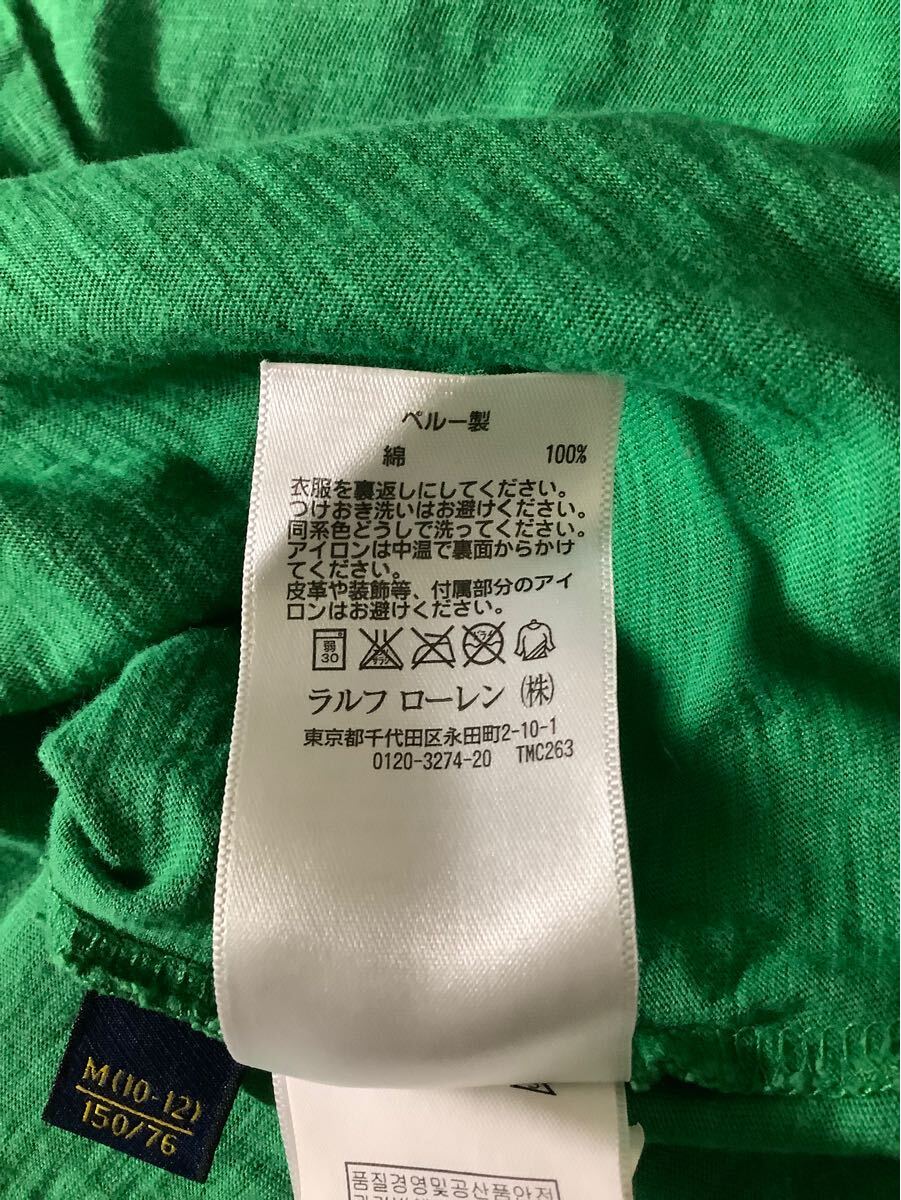 ペルー製
綿 100%
衣服を裏返しにしてください。
つけおき洗いはお避けください。
同系色どうしで洗ってください。
アイロンは中温で裏面からかけ
てください。
皮革や装飾等、付属部分のアイ
ロンはお避けください。
弱
30
ラルフ ローレン (株)
東京都千代田区永田町2-10-1
0120-3274-20 TMC263
M(10-12)
150/76
품질경영및공산품안전